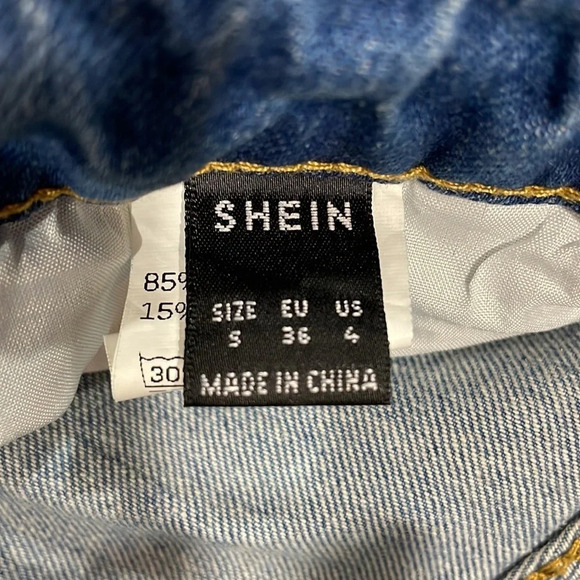 SHEIN
SIZE EU US
S 36 4
MADE IN CHINA
85%
15%
30